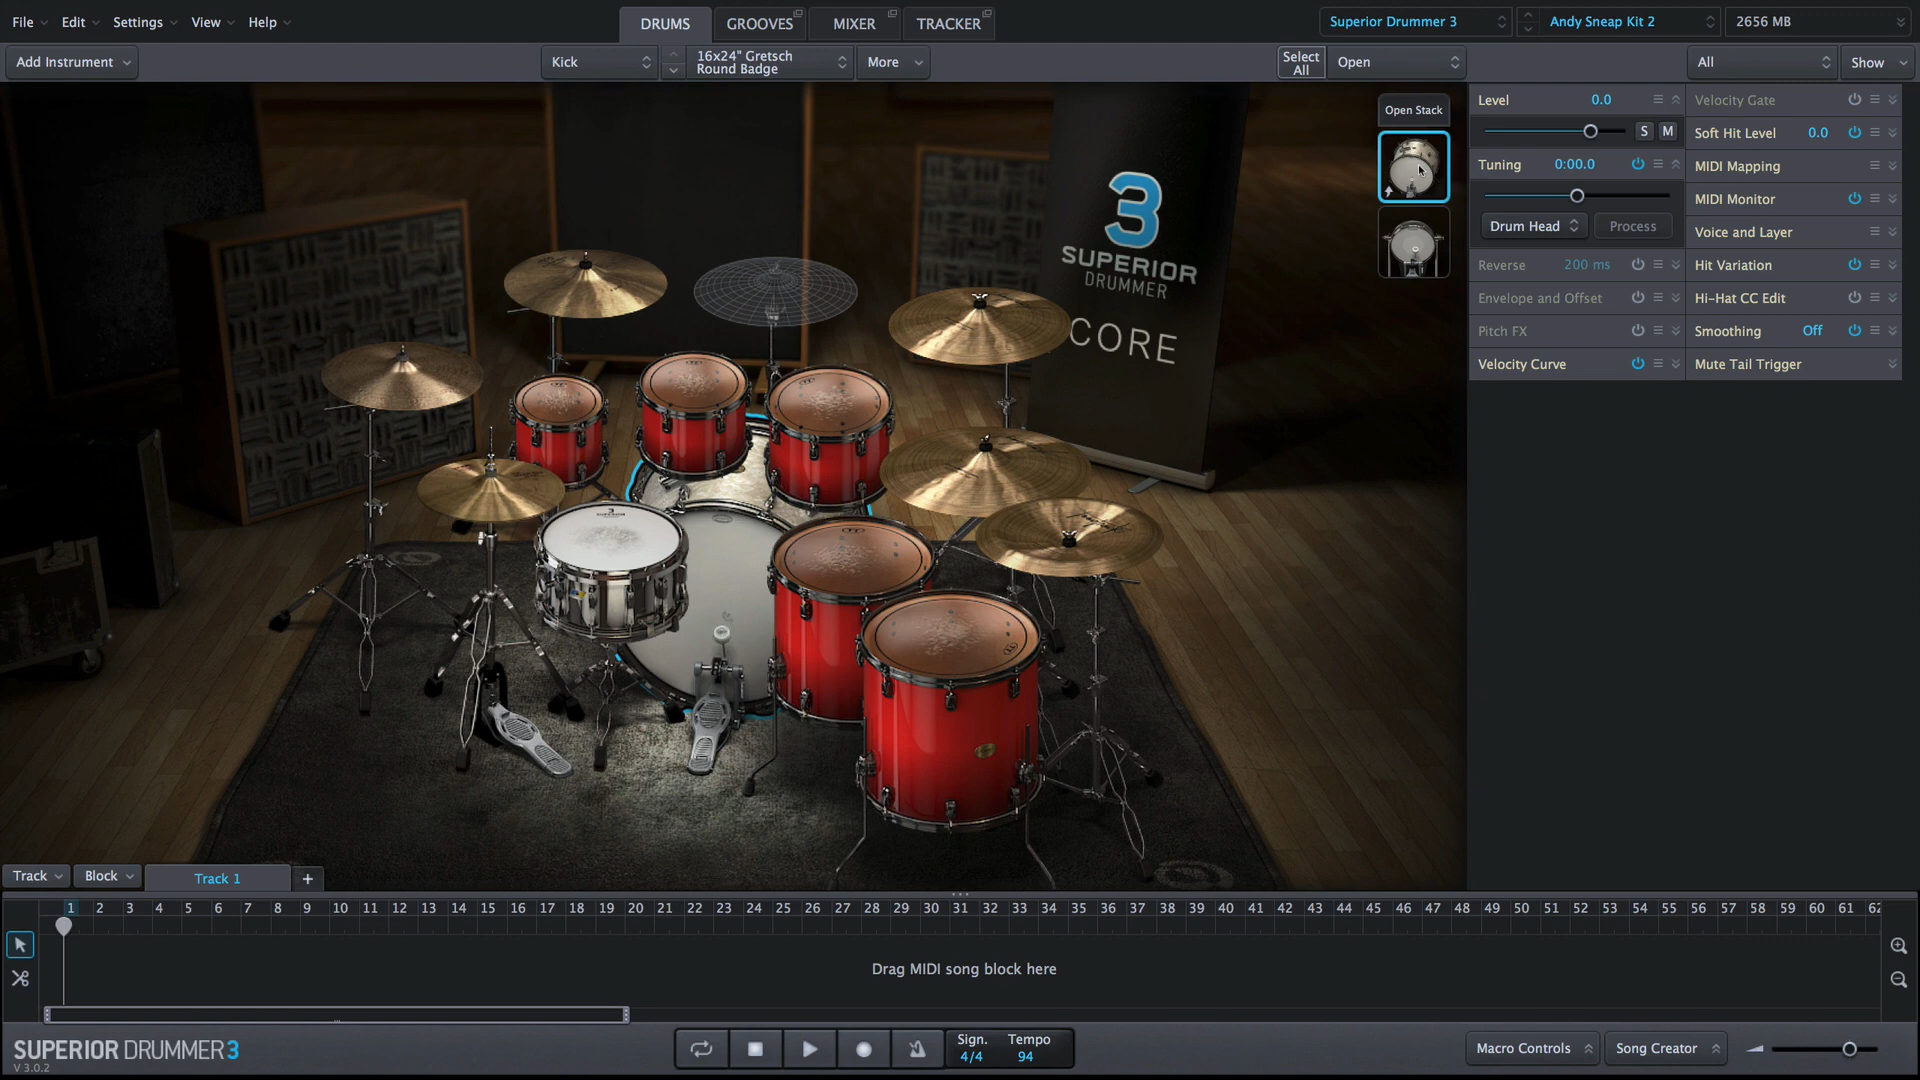 File
Edit
Settings
View
Help
DRUMS
GROOVES
MIXER
TRACKER
Superior Drummer 3
Andy Sneap Kit 2
2656 MB
Add Instrument
Kick
16x24" Gretsch
Round Badge
More
Select
All
Open
All
Show
Open Stack
Level
0.0
S
M
Tuning
0:00.0
Drum Head
Process
Reverse
200 ms
Envelope and Offset
Pitch FX
Velocity Curve
Velocity Gate
Soft Hit Level
0.0
MIDI Mapping
MIDI Monitor
Voice and Layer
Hit Variation
Hi-Hat CC Edit
Smoothing
Off
Mute Tail Trigger
3
SUPERIOR
DRUMMER
CORE
Track
Block
Track 1
+
1 2 3 4 5 6 7 8 9 10 11 12 13 14 15 16 17 18 19 20 21 22 23 24 25 26 27 28 29 30 31 32 33 34 35 36 37 38 39 40 41 42 43 44 45 46 47 48 49 50 51 52 53 54 55 56 57 58 59 60 61 62
Drag MIDI song block here
SUPERIOR DRUMMER 3
V 3.0.2
Sign.
4/4
Tempo
94
Macro Controls
Song Creator